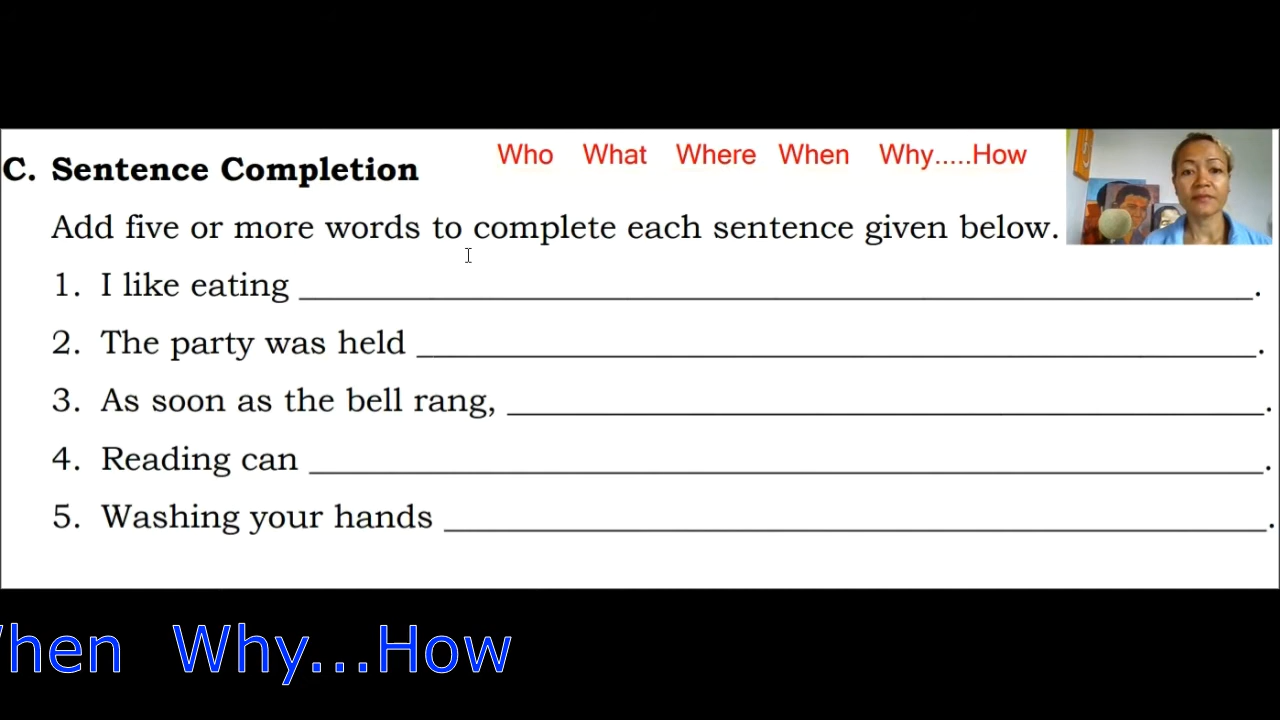 C. Sentence Completion
Who What Where When Why.....How
Add five or more words to complete each sentence given below.
1. I like eating ______.
2. The party was held ______.
3. As soon as the bell rang, ______.
4. Reading can ______.
5. Washing your hands ______.
When Why...How